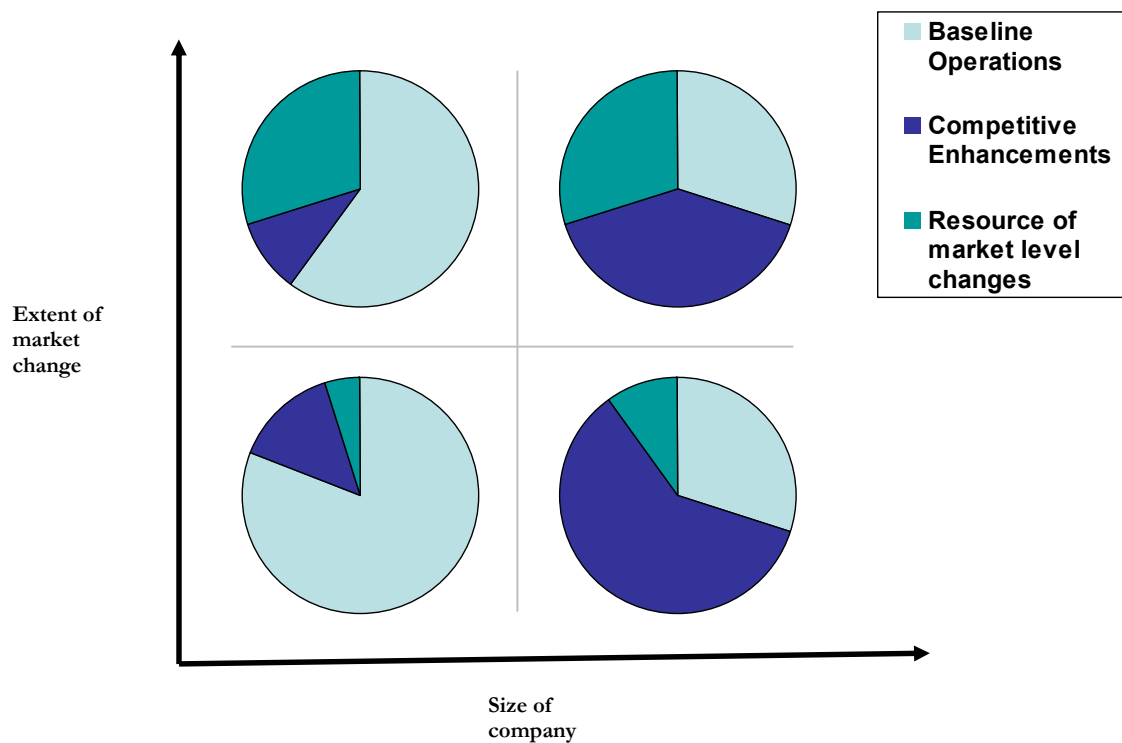 Baseline
Operations
Competitive
Enhancements
Resource of
market level
changes
Extent of
market
change
Size of
company